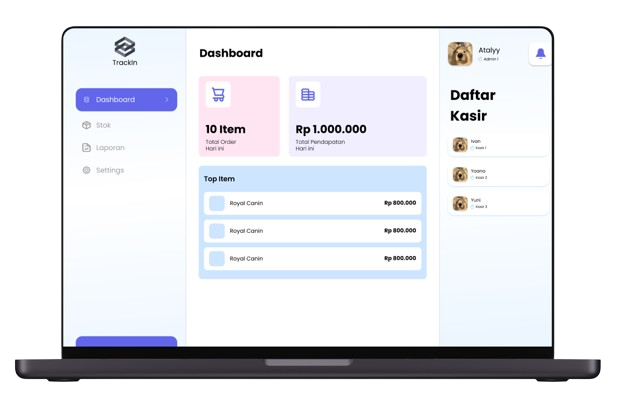 TrackIn
Dashboard
Stok
Laporan
Settings
Dashboard
10 Item
Total Order
Hari ini
Rp 1.000.000
Total Pendapatan
Hari ini
Top Item
Royal Canin
Rp 800.000
Royal Canin
Rp 800.000
Royal Canin
Rp 800.000
Atalyy
Admin 1
Daftar
Kasir
Ivan
Kasir 1
Yoana
Kasir 2
Yuni
Kasir 3